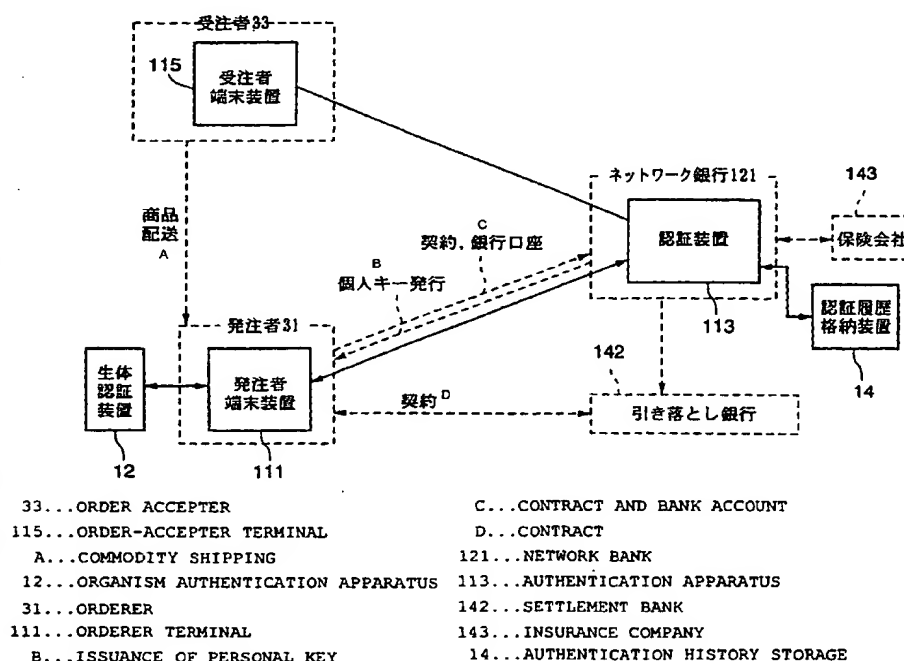 受注者33
115
受注者
端末装置
ネットワーク銀行121
143
商品
配送
A
C
契約, 銀行口座
認証装置
保険会社
B
個人キー発行
発注者31
113
認証履歴
格納装置
生体
認証
装置
発注者
端末装置
142
契約D
引き落とし銀行
14
12
111
33...ORDER ACCEPTER
115...ORDER-ACCEPTER TERMINAL
A...COMMODITY SHIPPING
12...ORGANISM AUTHENTICATION APPARATUS
31...ORDERER
111...ORDERER TERMINAL
B...ISSUANCE OF PERSONAL KEY
C...CONTRACT AND BANK ACCOUNT
D...CONTRACT
121...NETWORK BANK
113...AUTHENTICATION APPARATUS
142...SETTLEMENT BANK
143...INSURANCE COMPANY
14...AUTHENTICATION HISTORY STORAGE